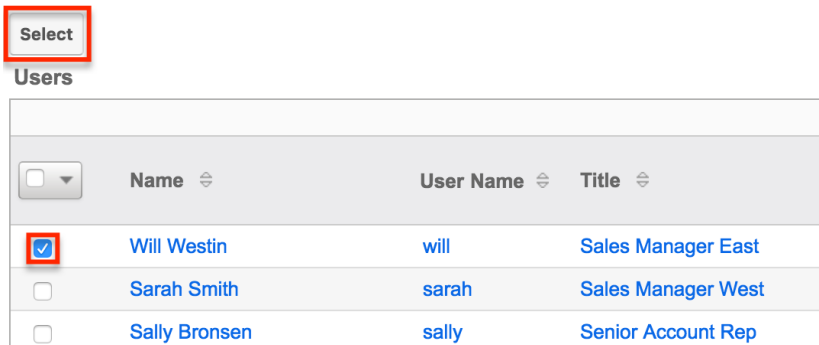 Select
Users
Name User Name Title
Will Westin will Sales Manager East
Sarah Smith sarah Sales Manager West
Sally Bronsen sally Senior Account Rep